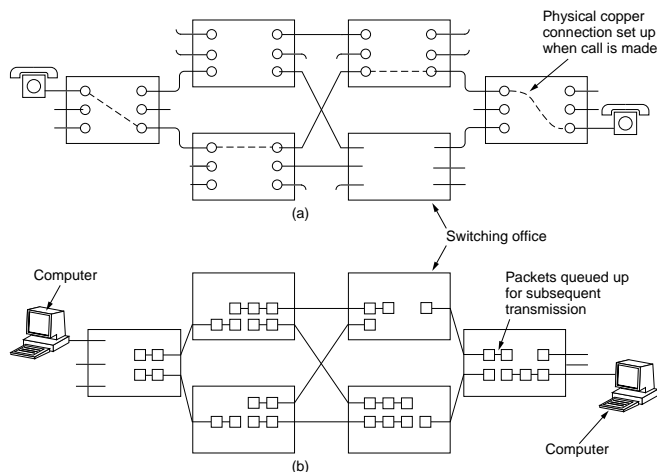 Physical copper
connection set up
when call is made
(a)
Switching office
Computer
Packets queued up
for subsequent
transmission
Computer
(b)